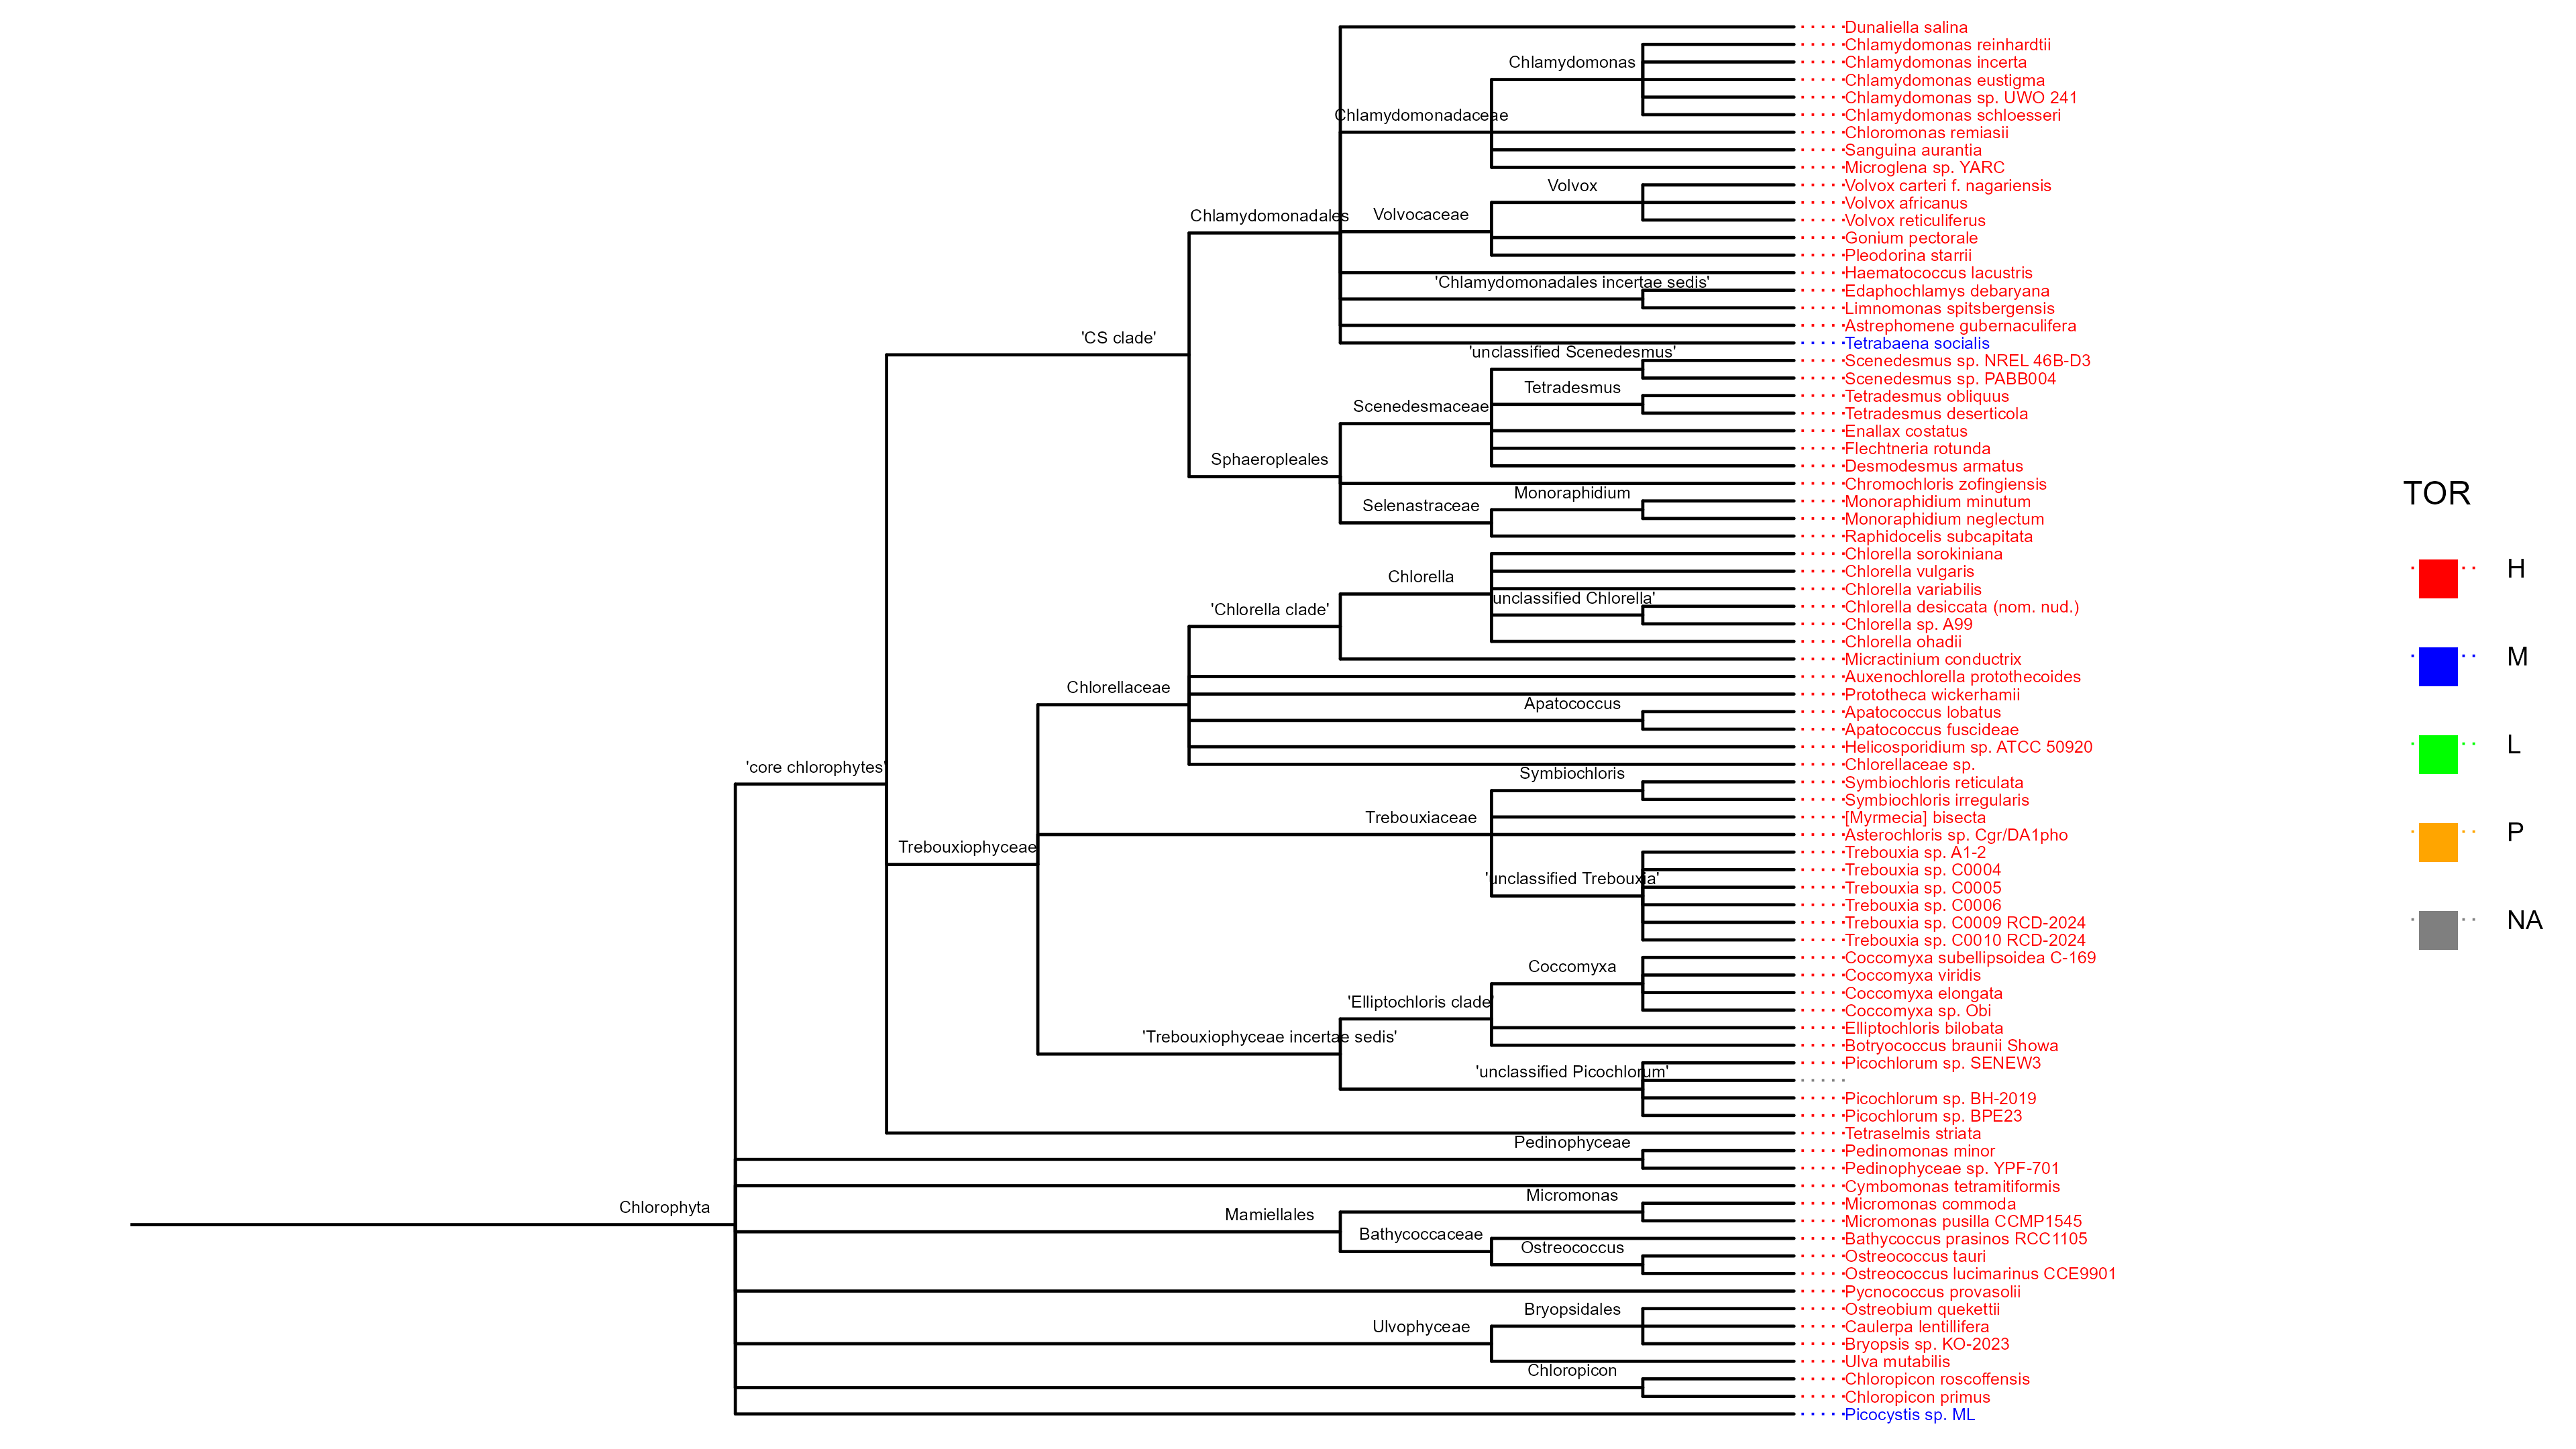 Dunaliella salina
Chlamydomonas reinhardtii
Chlamydomonas
Chlamydomonas incerta
Chlamydomonas eustigma
Chlamydomonas sp. UWO 241
Chlamydomonadaceae
Chlamydomonas schloesseri
Chloromonas remiasii
Sanguina aurantia
Microglena sp. YARC
Volvox
Volvox carteri f. nagariensis
Volvox africanus
Chlamydomonadales
Volvocaceae
Volvox reticuliferus
Gonium pectorale
Pleodorina starrii
Haematococcus lacustris
'Chlamydomonadales incertae sedis'
Edaphochlamys debaryana
Limnomonas spitsbergensis
Astrephomene gubernaculifera
'CS clade'
Tetrabaena socialis
'unclassified Scenedesmus'
Scenedesmus sp. NREL 46B-D3
Scenedesmus sp. PABB004
Tetradesmus
Tetradesmus obliquus
Scenedesmaceae
Tetradesmus deserticola
Enallax costatus
Flechtneria rotunda
Sphaeropleales
Desmodesmus armatus
Chromochloris zofingiensis
Monoraphidium
Monoraphidium minutum
Selenastraceae
Monoraphidium neglectum
Raphidocelis subcapitata
Chlorella sorokiniana
Chlorella
Chlorella vulgaris
Chlorella variabilis
'unclassified Chlorella'
'Chlorella clade'
Chlorella desiccata (nom. nud.)
Chlorella sp. A99
Chlorella ohadii
Micractinium conductrix
Auxenochlorella protothecoides
Chlorellaceae
Prototheca wickerhamii
Apatococcus
Apatococcus lobatus
Apatococcus fuscideae
Helicosporidium sp. ATCC 50920
'core chlorophytes'
Chlorellaceae sp.
Symbiochloris
Symbiochloris reticulata
Symbiochloris irregularis
Trebouxiaceae
[Myrmecia] bisecta
Asterochloris sp. Cgr/DA1pho
Trebouxiophyceae
Trebouxia sp. A1-2
Trebouxia sp. C0004
'unclassified Trebouxia'
Trebouxia sp. C0005
Trebouxia sp. C0006
Trebouxia sp. C0009 RCD-2024
Trebouxia sp. C0010 RCD-2024
Coccomyxa
Coccomyxa subellipsoidea C-169
Coccomyxa viridis
Coccomyxa elongata
'Elliptochloris clade'
Coccomyxa sp. Obi
Elliptochloris bilobata
'Trebouxiophyceae incertae sedis'
Botryococcus braunii Showa
Picochlorum sp. SENEW3
'unclassified Picochlorum'
Picochlorum sp. BH-2019
Picochlorum sp. BPE23
Tetraselmis striata
Pedinophyceae
Pedinomonas minor
Pedinophyceae sp. YPF-701
Cymbomonas tetramitiformis
Micromonas
Micromonas commoda
Chlorophyta
Mamiellales
Micromonas pusilla CCMP1545
Bathycoccaceae
Bathycoccus prasinos RCC1105
Ostreococcus
Ostreococcus tauri
Ostreococcus lucimarinus CCE9901
Pycnococcus provasolii
Bryopsidales
Ostreobium quekettii
Ulvophyceae
Caulerpa lentillifera
Bryopsis sp. KO-2023
Ulva mutabilis
Chloropicon
Chloropicon roscoffensis
Chloropicon primus
Picocystis sp. ML
TOR
H
M
L
P
NA